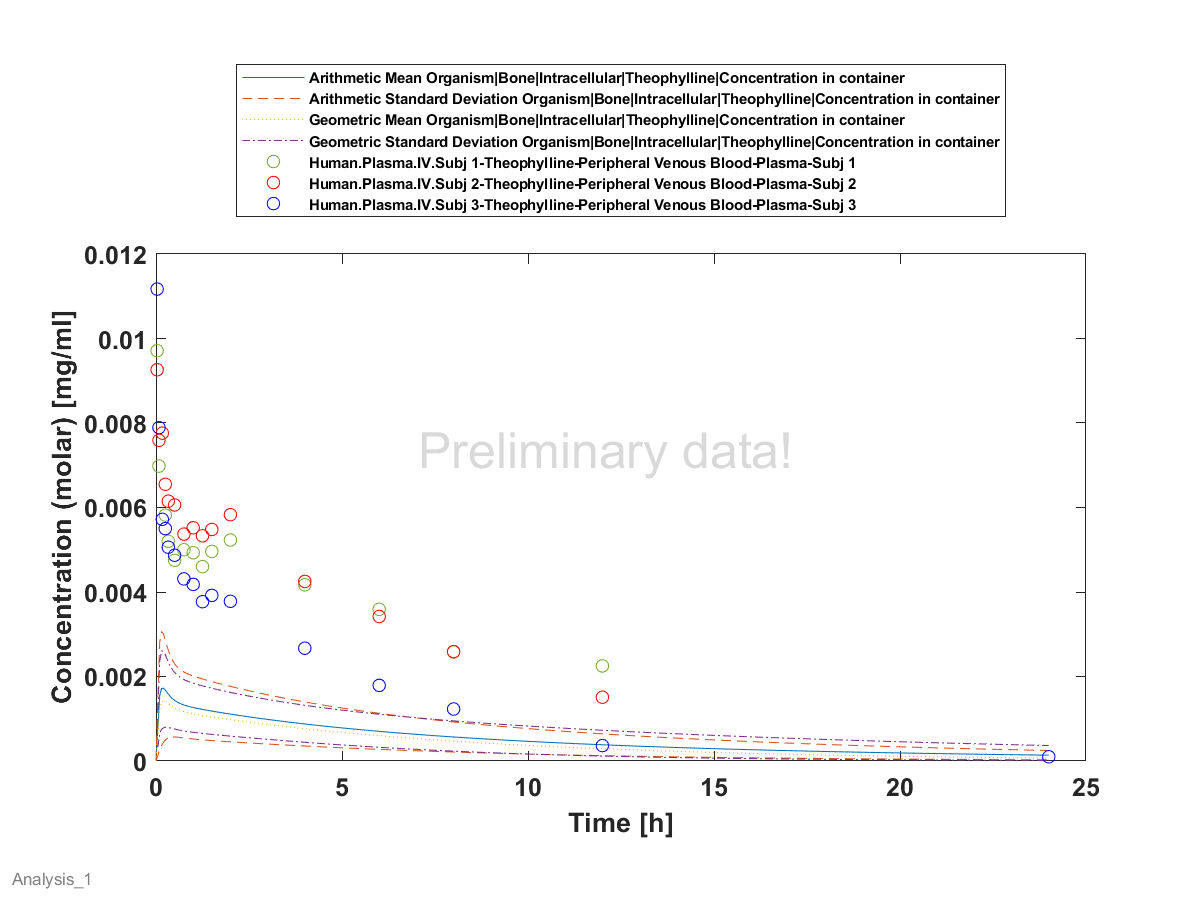 Arithmetic Mean Organism|Bone|Intracellular|Theophylline|Concentration in container
Arithmetic Standard Deviation Organism|Bone|Intracellular|Theophylline|Concentration in container
Geometric Mean Organism|Bone|Intracellular|Theophylline|Concentration in container
Geometric Standard Deviation Organism|Bone|Intracellular|Theophylline|Concentration in container
Human.Plasma.IV.Subj 1-Theophylline-Peripheral Venous Blood-Plasma-Subj 1
Human.Plasma.IV.Subj 2-Theophylline-Peripheral Venous Blood-Plasma-Subj 2
Human.Plasma.IV.Subj 3-Theophylline-Peripheral Venous Blood-Plasma-Subj 3
Concentration (molar) [mg/ml]
0.012
0.01
0.008
0.006
0.004
0.002
0
Preliminary data!
0 5 10 15 20 25
Time [h]
Analysis_1